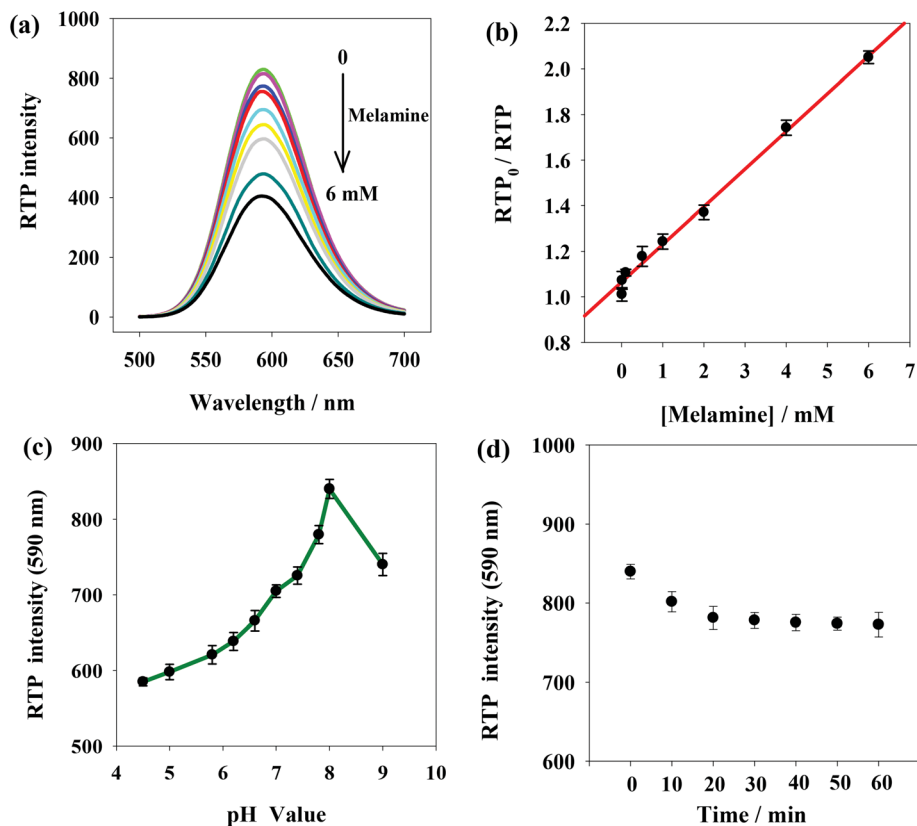 (a)
RTP intensity
1000
800
600
400
200
0
0
Melamine
6 mM
500 550 600 650 700
Wavelength / nm
(b)
RTP₀ / RTP
2.2
2.0
1.8
1.6
1.4
1.2
1.0
0.8
0 1 2 3 4 5 6 7
[Melamine] / mM
(c)
RTP intensity (590 nm)
900
800
700
600
500
4 5 6 7 8 9 10
pH Value
(d)
RTP intensity (590 nm)
1000
900
800
700
600
0 10 20 30 40 50 60
Time / min